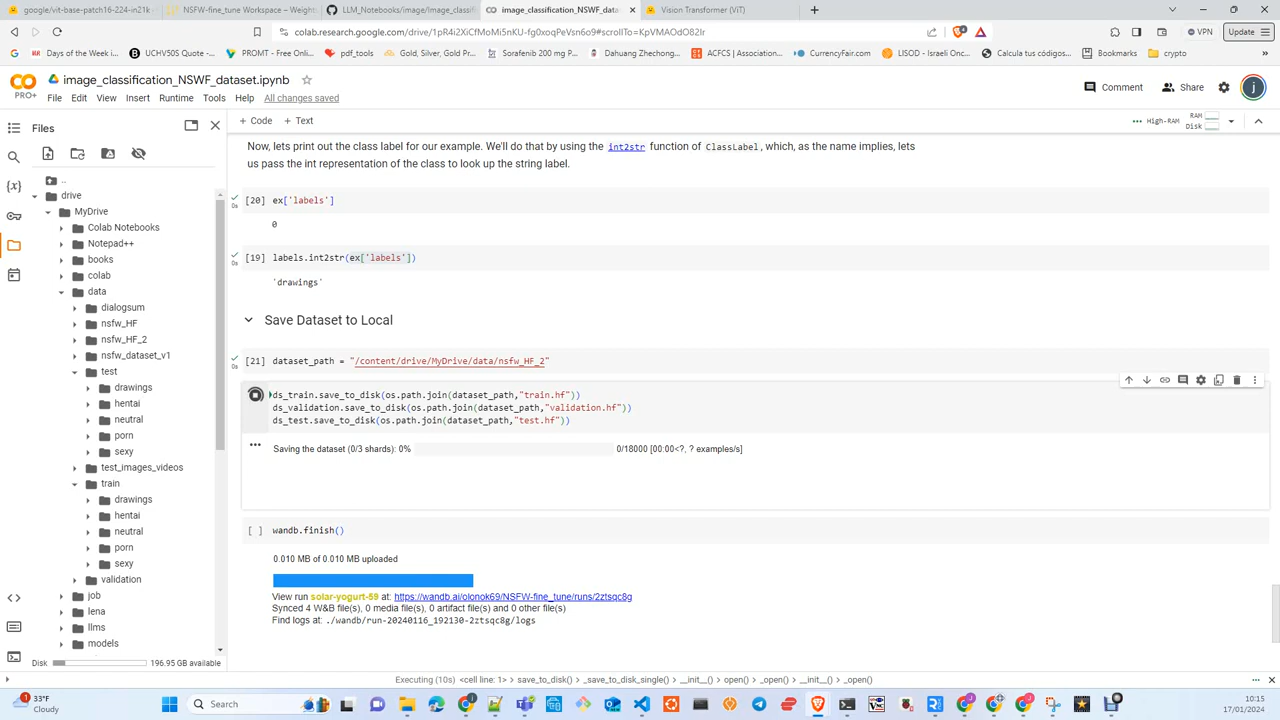 google/vit-base-patch16-224-in21k
NSFW-fine_tune Workspace – Weight
LLM_Notebooks/image/image_classifi
image_classification_NSWF_data
Vision Transformer (ViT)
colab.research.google.com/drive/1pR4i2XiCfMoMi5nKU-fg0xoqPeVsn6o9#scrollTo=KpVMAOdO82Ir
VPN
Update
Days of the Week i...
UCHV50S Quote -...
PROMT - Free Onli...
pdf_tools
Gold, Silver, Gold Pr...
Sorafenib 200 mg P...
Dahuang Zhechong...
ACFCS | Association...
CurrencyFair.com
LISOD - Israeli Onco...
Calcula tus códigos...
Bookmarks
crypto
PRO+
image_classification_NSWF_dataset.ipynb
File Edit View Insert Runtime Tools Help All changes saved
Comment
Share
j
Files
+ Code + Text
High-RAM
RAM
Disk
..
drive
MyDrive
Colab Notebooks
Notepad++
books
colab
data
dialogsum
nsfw_HF
nsfw_HF_2
nsfw_dataset_v1
test
drawings
hentai
neutral
porn
sexy
test_images_videos
train
drawings
hentai
neutral
porn
sexy
validation
job
lena
llms
models
Disk
196.95 GB available
Now, lets print out the class label for our example. We'll do that by using the int2str function of ClassLabel, which, as the name implies, lets
us pass the int representation of the class to look up the string label.
[20] ex['labels']
0s
0
[19] labels.int2str(ex['labels'])
0s
'drawings'
Save Dataset to Local
[21] dataset_path = "/content/drive/MyDrive/data/nsfw_HF_2"
0s
ds_train.save_to_disk(os.path.join(dataset_path,"train.hf"))
ds_validation.save_to_disk(os.path.join(dataset_path,"validation.hf"))
ds_test.save_to_disk(os.path.join(dataset_path,"test.hf"))
Saving the dataset (0/3 shards): 0% 0/18000 [00:00<?, ? examples/s]
[ ] wandb.finish()
0.010 MB of 0.010 MB uploaded
View run solar-yogurt-59 at: https://wandb.ai/olonok69/NSFW-fine_tune/runs/2ztsqc8g
Synced 4 W&B file(s), 0 media file(s), 0 artifact file(s) and 0 other file(s)
Find logs at: ./wandb/run-20240116_192130-2ztsqc8g/logs
Executing (10s) <cell line: 1> > save_to_disk() > _save_to_disk_single() > __init__() > open() > _open() > __init__() > _open()
1
33°F
Cloudy
Search
10:15
17/01/2024